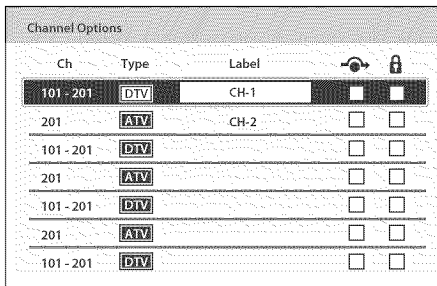 Channel Options
Ch Type Label
101 - 201 DTV CH-1
201 ATV CH-2
101 - 201 DTV
201 ATV
101 - 201 DTV
201 ATV
101 - 201 DTV